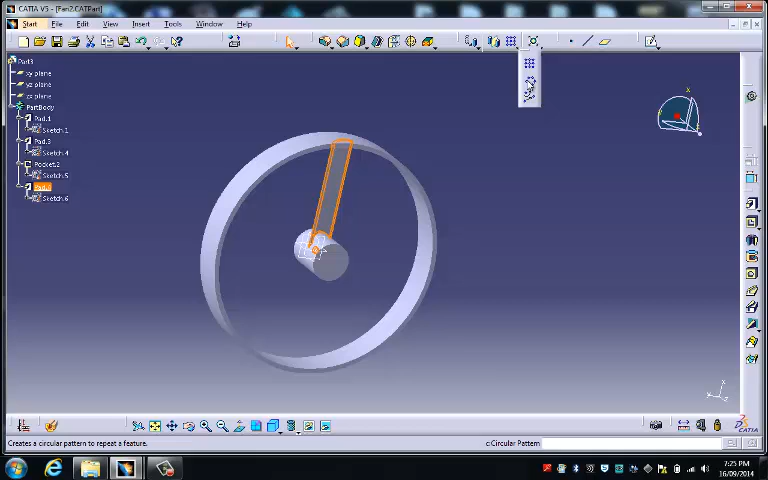 CATIA V5 - [Fan2.CATPart]
Start File Edit View Insert Tools Window Help
Part3
xy plane
yz plane
zx plane
PartBody
Pad.1
Sketch.1
Pad.3
Sketch.4
Pocket.2
Sketch.5
Sketch.6
x
CATIA
Creates a circular pattern to repeat a feature.
c:Circular Pattern
7:25 PM
16/09/2014